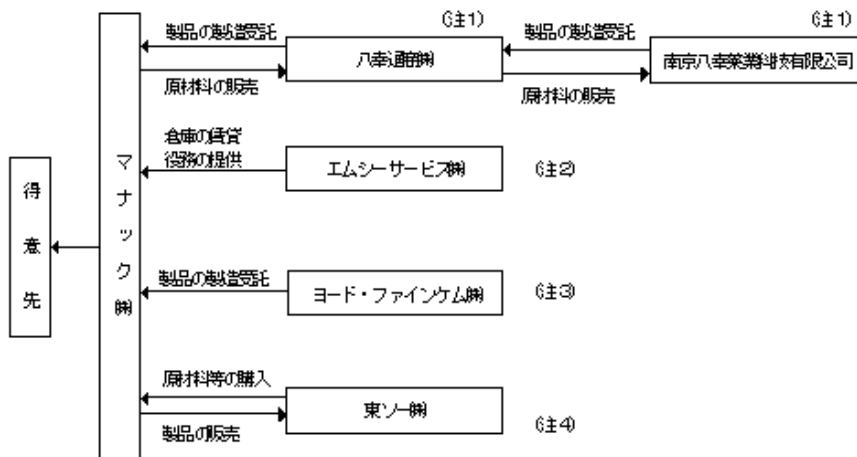 (注1)
(注1)
製品の製造受託
製品の製造受託
八幸通商㈱
南京八幸薬業科技有限公司
原材料の販売
原材料の販売
倉庫の賃貸
役務の提供
エムシーサービス㈱
(注2)
得意先
マナック㈱
製品の製造受託
ヨード・ファインケム㈱
(注3)
原材料等の購入
東ソー㈱
(注4)
製品の販売